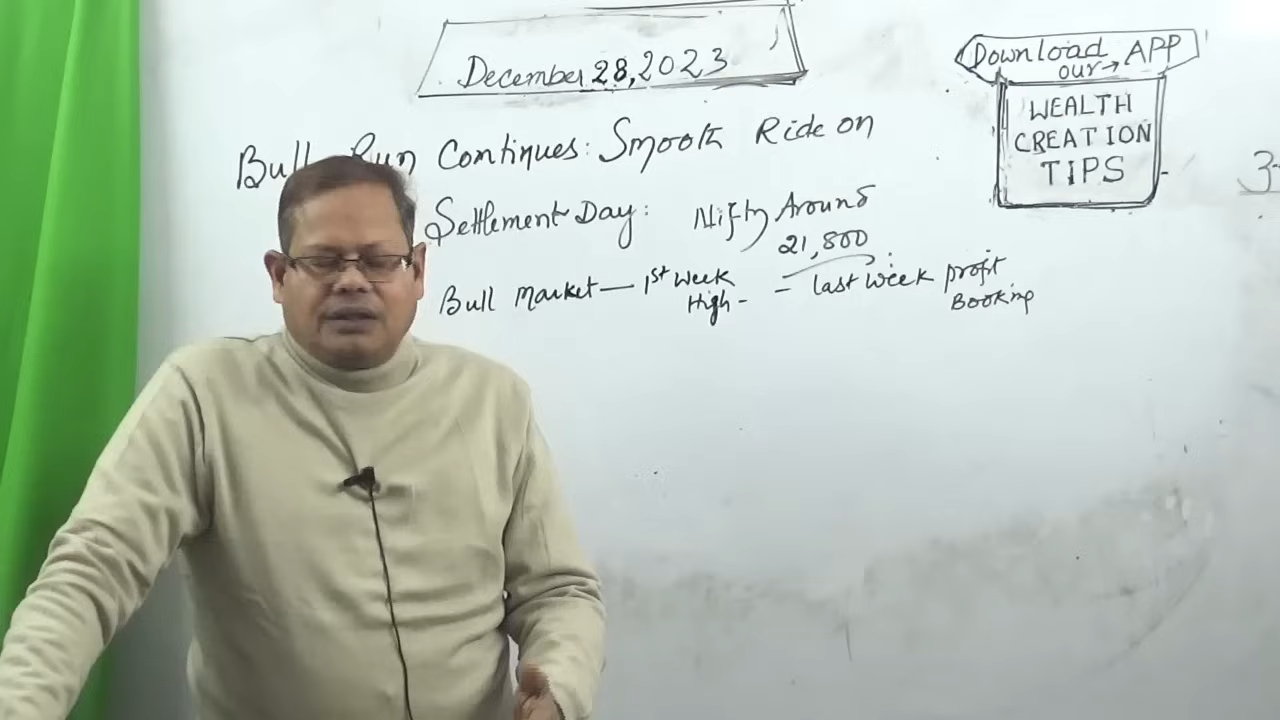 December 28, 2023
Download
our → APP
WEALTH
CREATION
TIPS
Bull Run Continues: Smooth Ride on
Settlement Day: Nifty Around
21,800
Bull Market — 1st Week
High - - last week profit
Booking
3